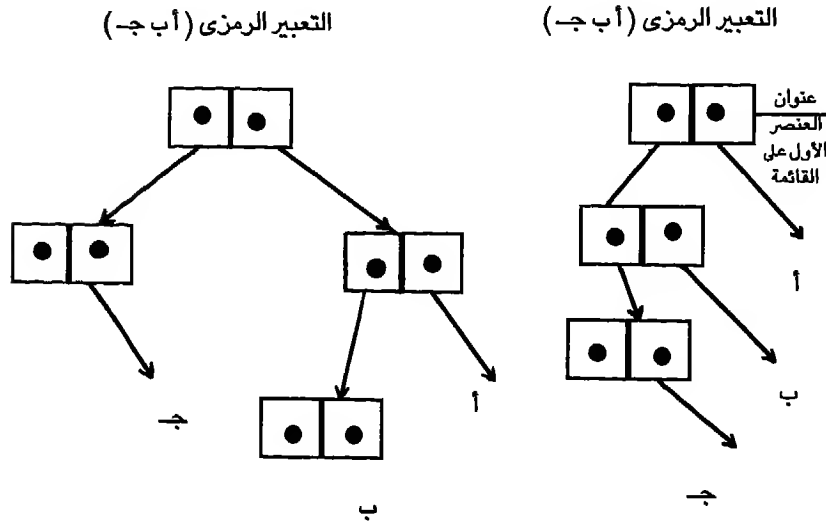 التعبير الرمزى (أ ب جـ)
عنوان
العنصر
الأول على
القائمة
أ
ب
جـ
التعبير الرمزى (أ ب جـ)
أ
جـ
ب